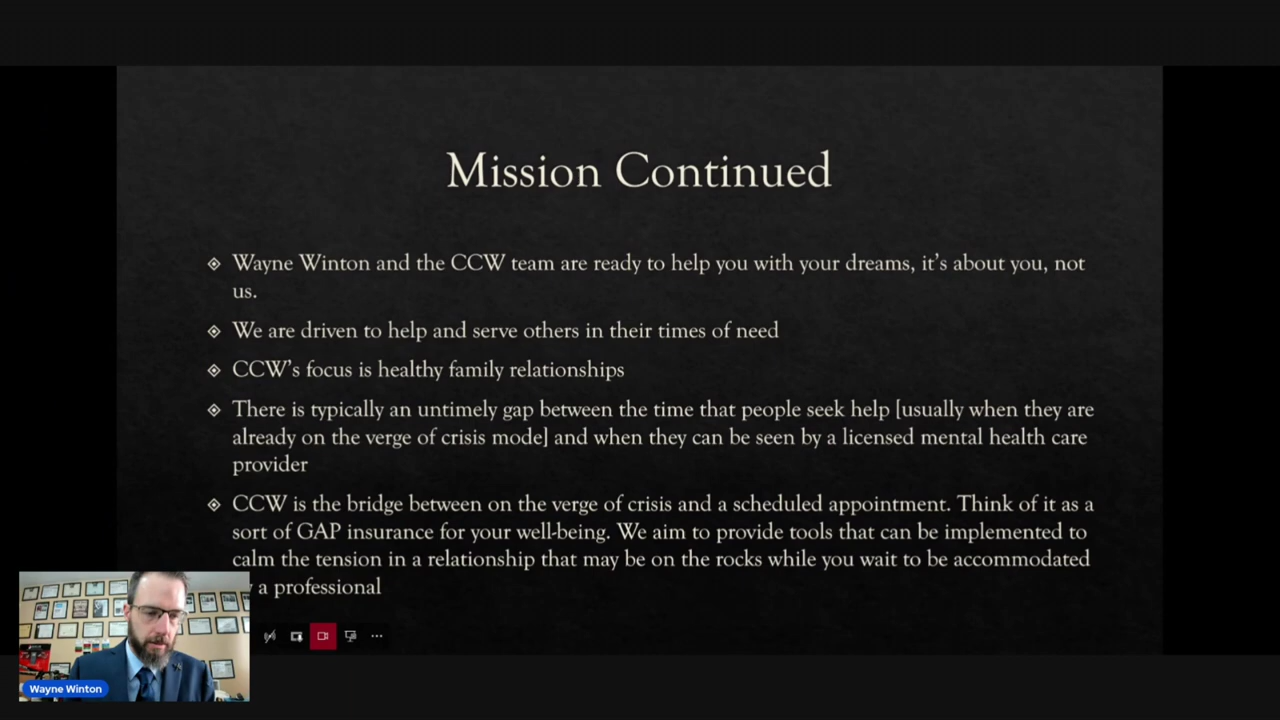 Mission Continued
Wayne Winton and the CCW team are ready to help you with your dreams, it's about you, not
us.
We are driven to help and serve others in their times of need
CCW's focus is healthy family relationships
There is typically an untimely gap between the time that people seek help [usually when they are
already on the verge of crisis mode] and when they can be seen by a licensed mental health care
provider
CCW is the bridge between on the verge of crisis and a scheduled appointment. Think of it as a
sort of GAP insurance for your well-being. We aim to provide tools that can be implemented to
calm the tension in a relationship that may be on the rocks while you wait to be accommodated
a professional
Wayne Winton